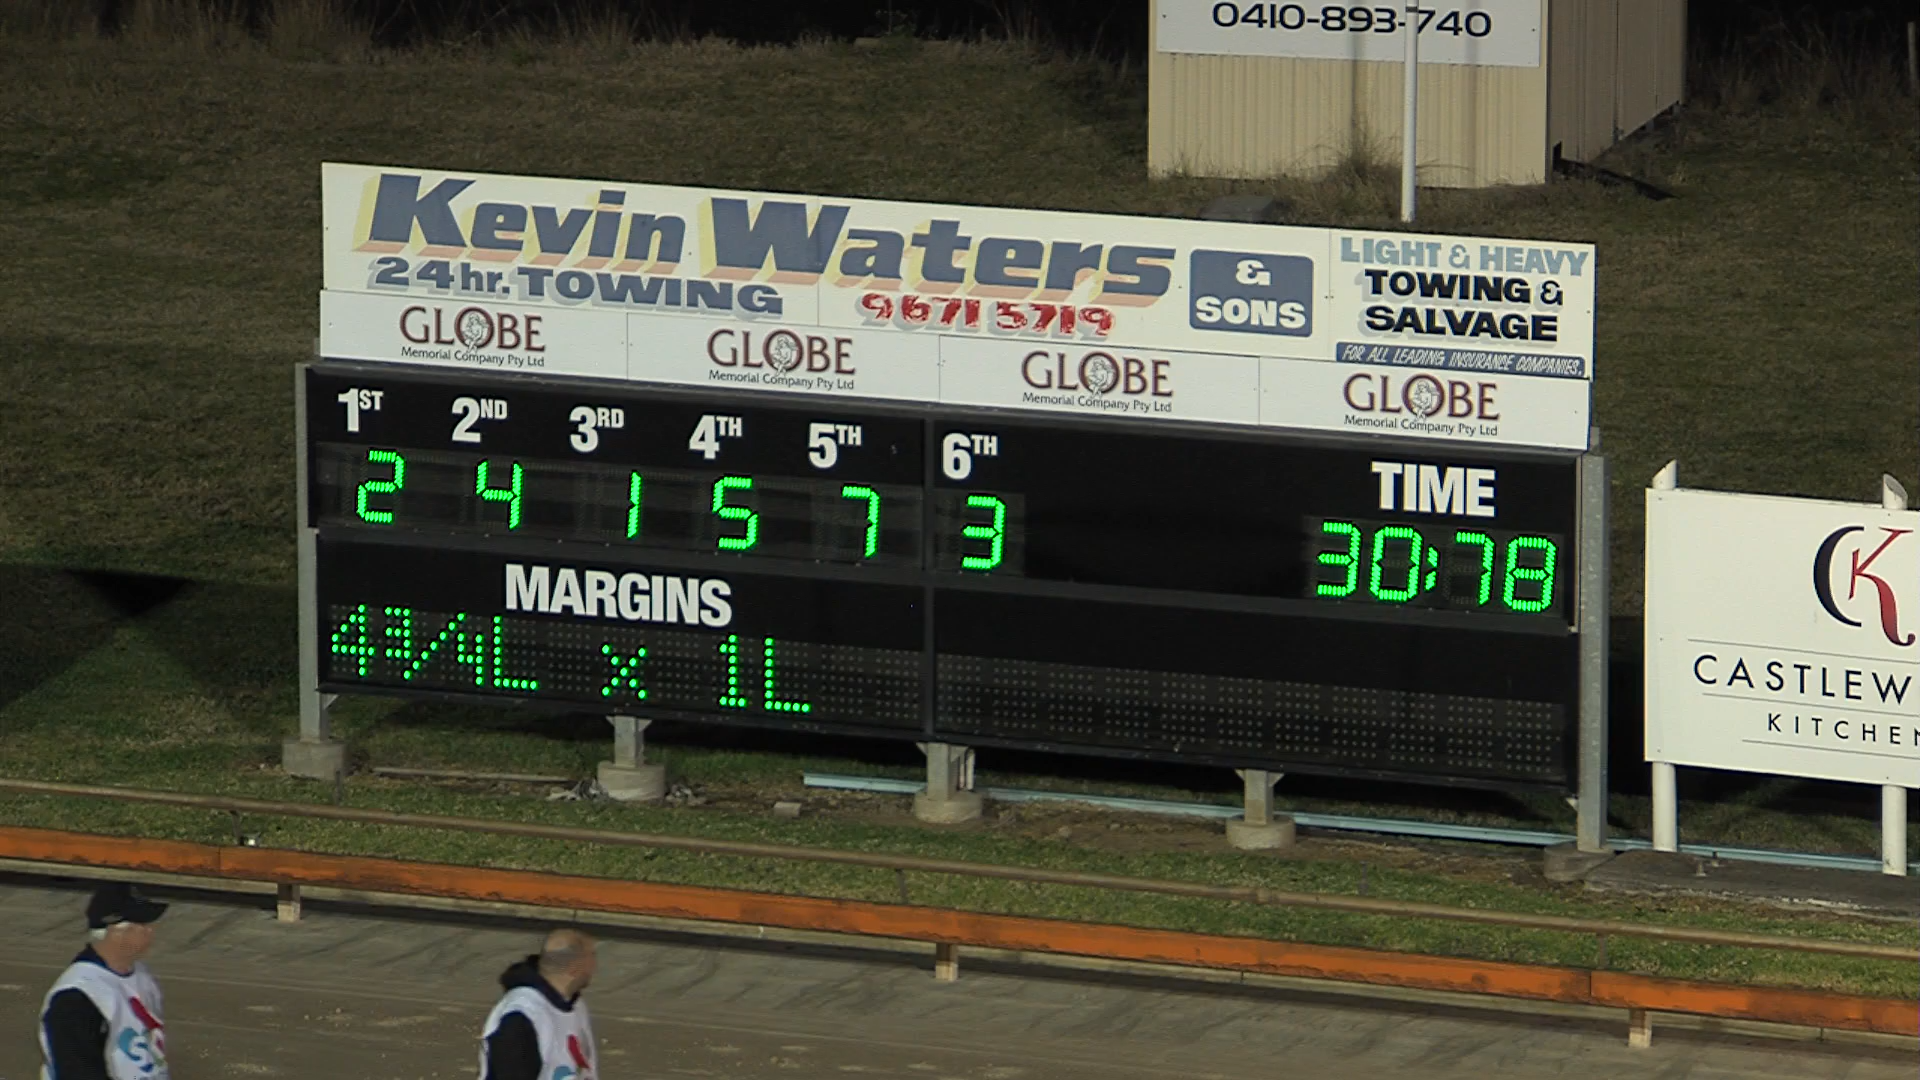 0410-893-740
Kevin Waters & SONS
24hr. TOWING
9671 5719
LIGHT & HEAVY
TOWING &
SALVAGE
FOR ALL LEADING INSURANCE COMPANIES.
GLOBE
Memorial Company Pty Ltd
GLOBE
Memorial Company Pty Ltd
GLOBE
Memorial Company Pty Ltd
GLOBE
Memorial Company Pty Ltd
1ST 2ND 3RD 4TH 5TH 6TH TIME
2 4 1 5 7 3 30:78
MARGINS
4 3/4L x 1L
CK
CASTLEW
KITCHEN